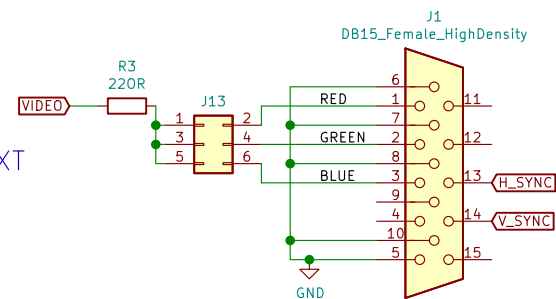 J1
DB15_Female_HighDensity
R3
220R
VIDEO
J13
1 2
3 4
5 6
RED
GREEN
BLUE
6
1
7
2
8
3
9
4
10
5
11
12
13
14
15
H_SYNC
V_SYNC
XT
GND